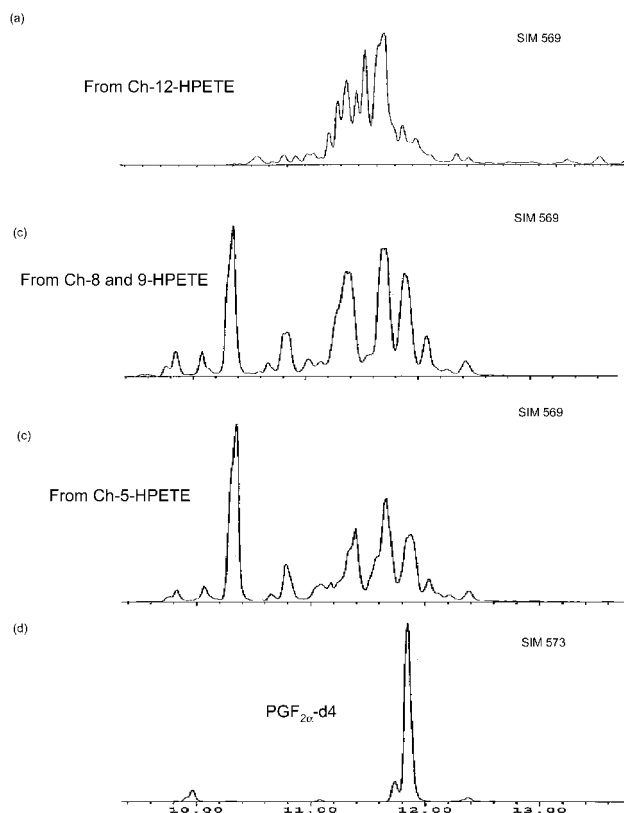 (a)
SIM 569
From Ch-12-HPETE
(c)
SIM 569
From Ch-8 and 9-HPETE
(c)
SIM 569
From Ch-5-HPETE
(d)
SIM 573
PGF2α-d4
10.00 11.00 12.00 13.00